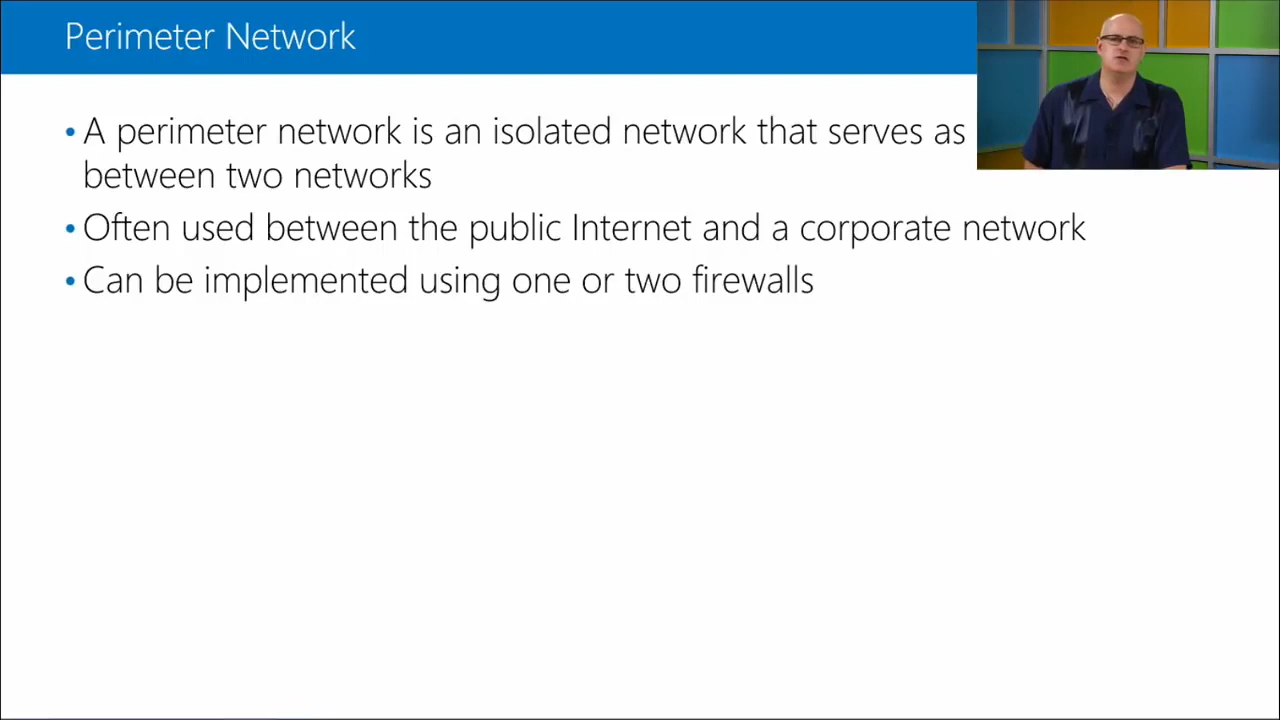 Perimeter Network
• A perimeter network is an isolated network that serves as
between two networks
• Often used between the public Internet and a corporate network
• Can be implemented using one or two firewalls